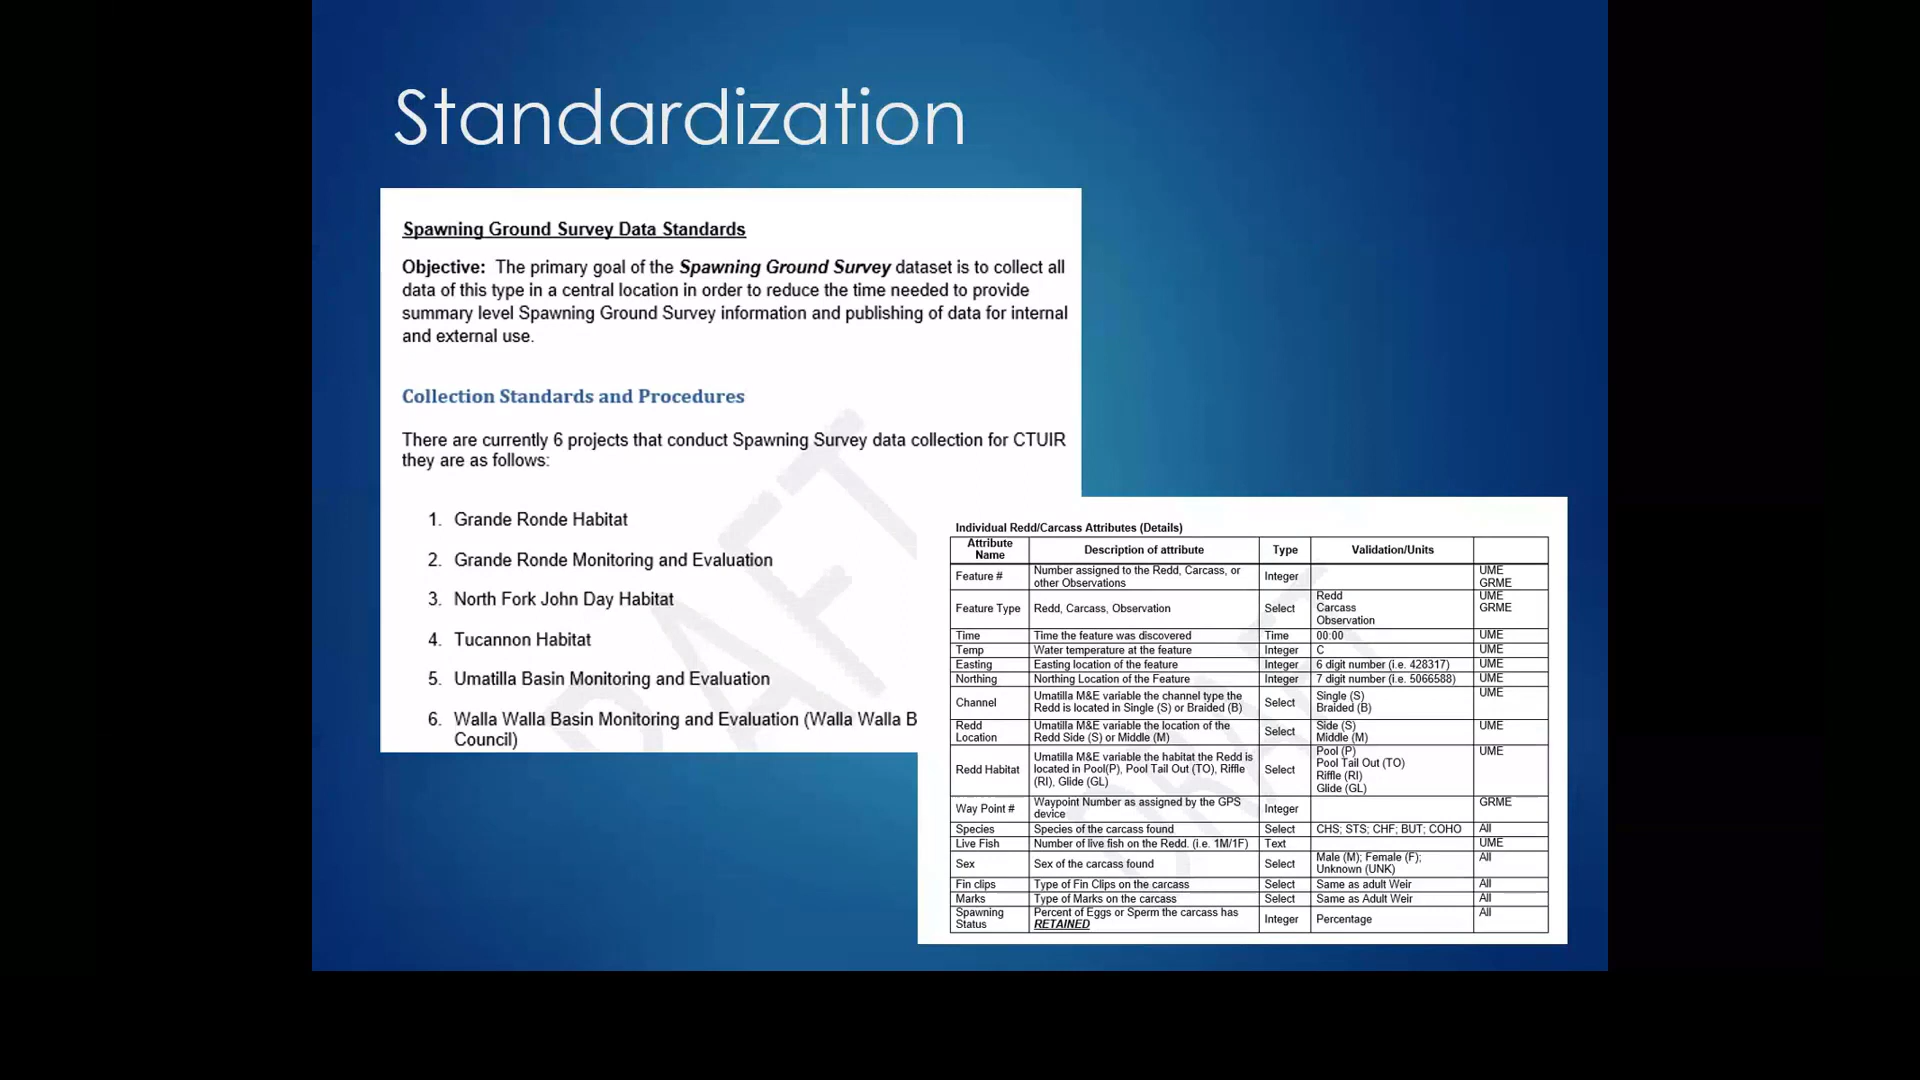 Standardization
Spawning Ground Survey Data Standards
Objective: The primary goal of the Spawning Ground Survey dataset is to collect all
data of this type in a central location in order to reduce the time needed to provide
summary level Spawning Ground Survey information and publishing of data for internal
and external use.
Collection Standards and Procedures
There are currently 6 projects that conduct Spawning Survey data collection for CTUIR
they are as follows:
1. Grande Ronde Habitat
2. Grande Ronde Monitoring and Evaluation
3. North Fork John Day Habitat
4. Tucannon Habitat
5. Umatilla Basin Monitoring and Evaluation
6. Walla Walla Basin Monitoring and Evaluation (Walla Walla B
Council)
DRAFT
Individual Redd/Carcass Attributes (Details)
Attribute Name Description of attribute Type Validation/Units
Feature # Number assigned to the Redd, Carcass, or other Observations Integer UME GRME
Feature Type Redd, Carcass, Observation Select Redd Carcass Observation UME GRME
Time Time the feature was discovered Time 00:00 UME
Temp Water temperature at the feature Integer C UME
Easting Easting location of the feature Integer 6 digit number (i.e. 428317) UME
Northing Northing Location of the Feature Integer 7 digit number (i.e. 5066588) UME
Channel Umatilla M&E variable the channel type the Redd is located in Single (S) or Braided (B) Select Single (S) Braided (B) UME
Redd Location Umatilla M&E variable the location of the Redd Side (S) or Middle (M) Select Side (S) Middle (M) UME
Redd Habitat Umatilla M&E variable the habitat the Redd is located in Pool(P), Pool Tail Out (TO), Riffle (RI), Glide (GL) Select Pool (P) Pool Tail Out (TO) Riffle (RI) Glide (GL) UME
Way Point # Waypoint Number as assigned by the GPS device Integer GRME
Species Species of the carcass found Select CHS; STS; CHF; BUT; COHO All
Live Fish Number of live fish on the Redd. (i.e. 1M/1F) Text UME
Sex Sex of the carcass found Select Male (M); Female (F); Unknown (UNK) All
Fin clips Type of Fin Clips on the carcass Select Same as adult Weir All
Marks Type of Marks on the carcass Select Same as Adult Weir All
Spawning Status Percent of Eggs or Sperm the carcass has RETAINED Integer Percentage All
DRAFT